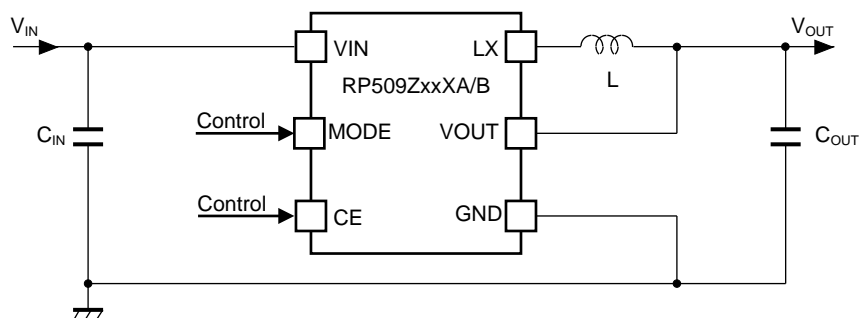 VIN
VOUT
VIN
LX
RP509ZxxXA/B
L
Control
MODE
VOUT
CIN
COUT
Control
CE
GND